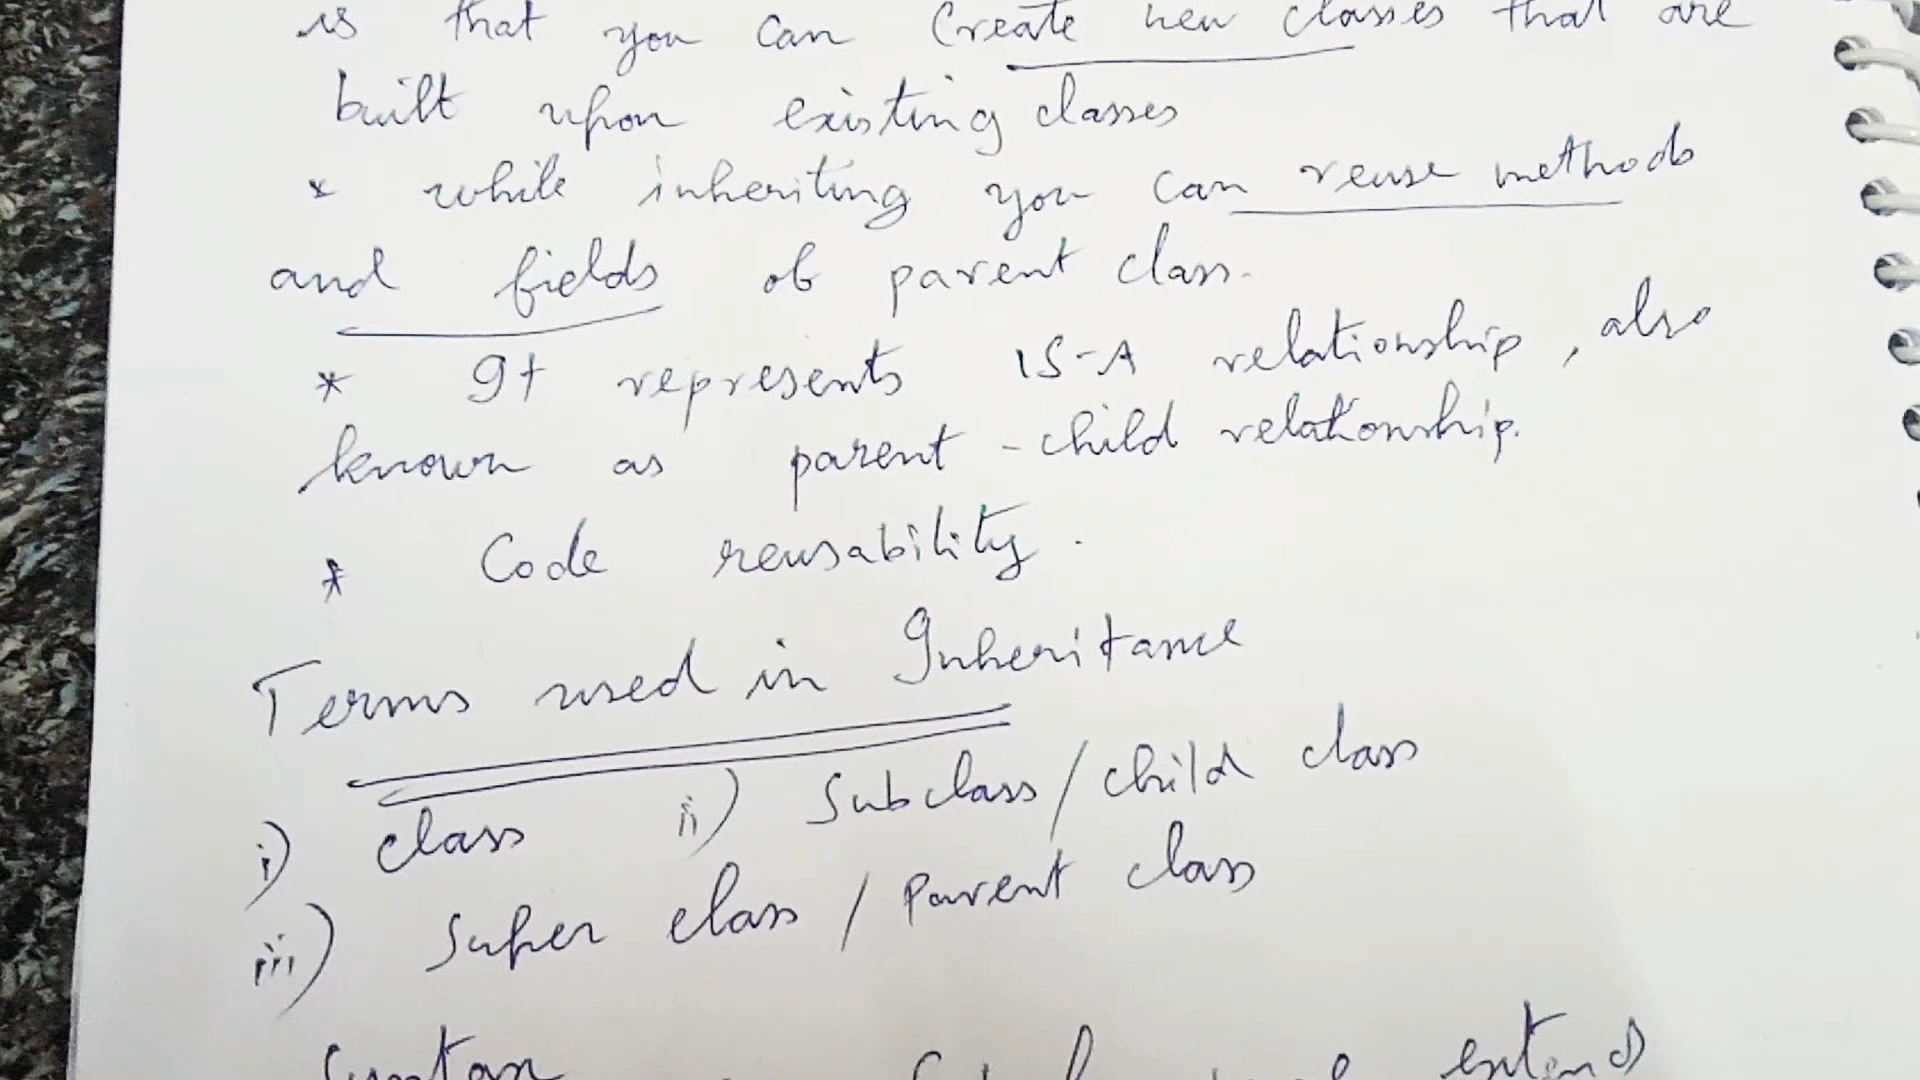 is that you can Create new classes that are
built upon existing classes
* while inheriting you can reuse methods
and fields of parent class.
* It represents IS-A relationship, also
known as parent-child relationship.
* Code reusability.
Terms used in Inheritance
i) class ii) Subclass/child class
iii) Super class / Parent class
Syntax extends